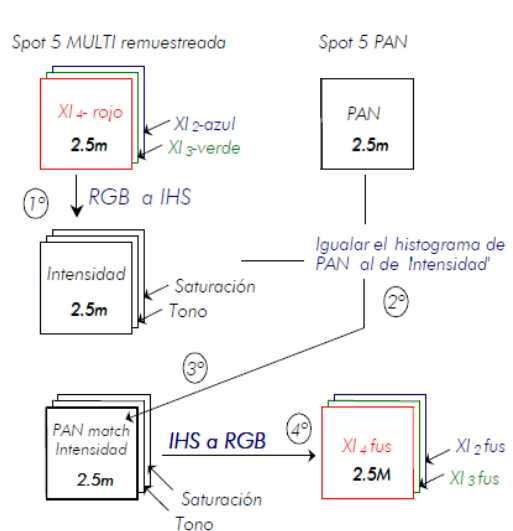 Spot 5 MULTI remuestreada
Spot 5 PAN
XI 4- rojo
2.5m
XI 2-azul
XI 3-verde
PAN
2.5m
1º
RGB a IHS
Igualar el histograma de
PAN al de Intensidad'
Intensidad
2.5m
Saturación
Tono
2º
3º
PAN match
Intensidad
2.5m
IHS a RGB
4º
XI 4 fus
2.5M
XI 2 fus
XI 3 fus
Saturación
Tono